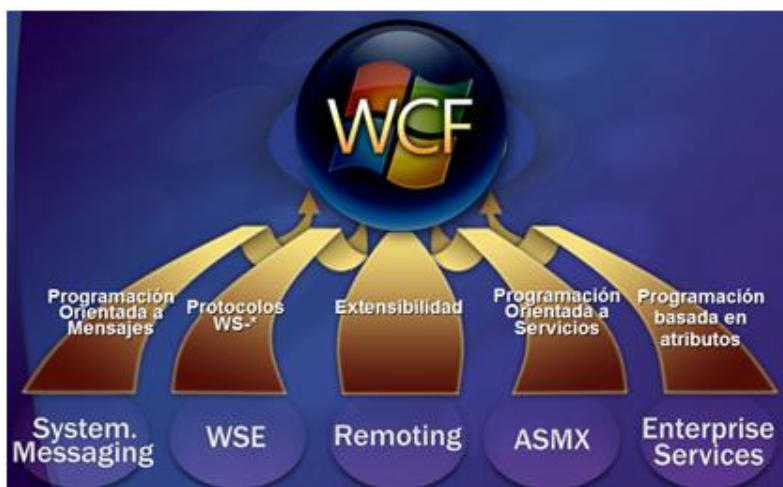 WCF
Programación
Orientada a
Mensajes
Protocolos
WS-*
Extensibilidad
Programación
Orientada a
Servicios
Programación
basada en
atributos
System.
Messaging
WSE
Remoting
ASMX
Enterprise
Services